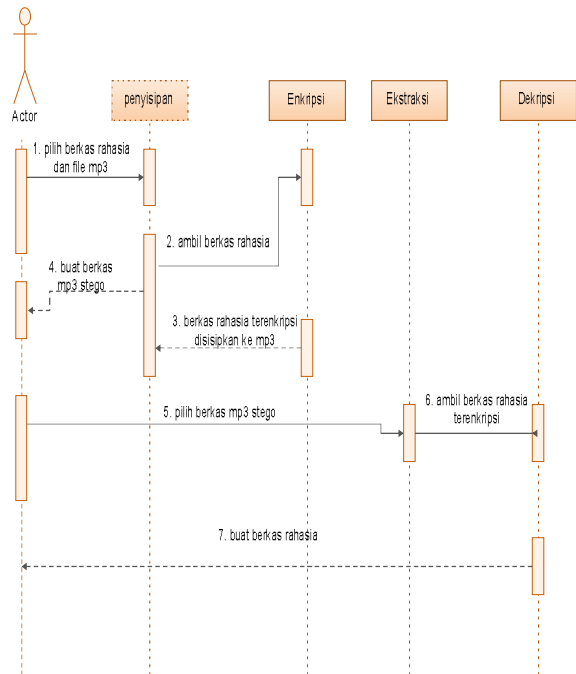 Actor
penyisipan
Enkripsi
Ekstraksi
Dekripsi
1. pilih berkas rahasia
dan file mp3
2. ambil berkas rahasia
4. buat berkas
mp3 stego
3. berkas rahasia terenkripsi
disisipkan ke mp3
5. pilih berkas mp3 stego
6. ambil berkas rahasia
terenkripsi
7. buat berkas rahasia